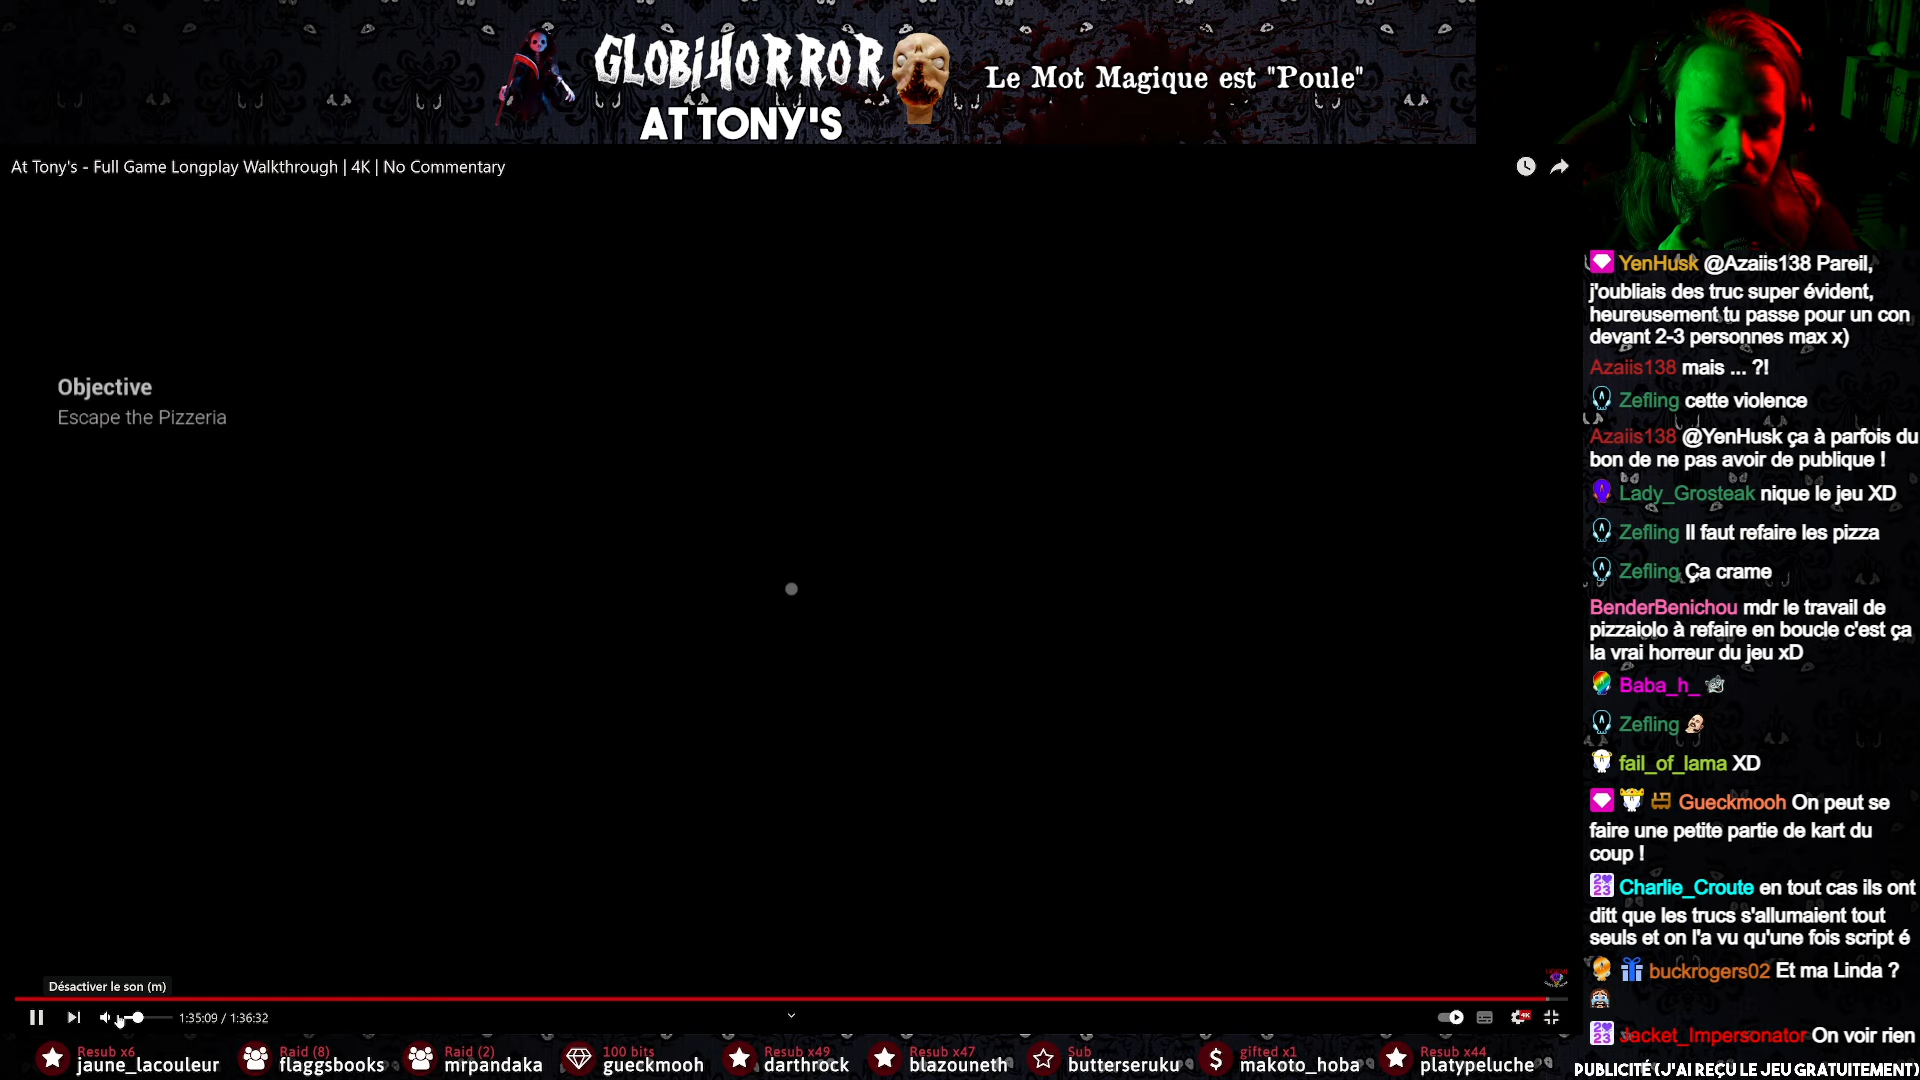 GLOBIHORROR
AT TONY'S
Le Mot Magique est "Poule"
At Tony's - Full Game Longplay Walkthrough | 4K | No Commentary
Objective
Escape the Pizzeria
Désactiver le son (m)
1:35:09 / 1:36:32
4K
YenHusk @Azaiis138 Pareil,
j'oubliais des truc super évident,
heureusement tu passe pour un con
devant 2-3 personnes max x)
Azaiis138 mais ... ?!
Zefling cette violence
Azaiis138 @YenHusk ça à parfois du
bon de ne pas avoir de publique !
Lady_Grosteak nique le jeu XD
Zefling Il faut refaire les pizza
Zefling Ça crame
BenderBenichou mdr le travail de
pizzaiolo à refaire en boucle c'est ça
la vrai horreur du jeu xD
Baba_h_
Zefling
fail_of_lama XD
Gueckmooh On peut se
faire une petite partie de kart du
coup !
Charlie_Croute en tout cas ils ont
ditt que les trucs s'allumaient tout
seuls et on l'a vu qu'une fois script é
buckrogers02 Et ma Linda ?
Jacket_Impersonator On voir rien
Resub x6
jaune_lacouleur
Raid (8)
flaggsbooks
Raid (2)
mrpandaka
100 bits
gueckmooh
Resub x49
darthrock
Resub x47
blazouneth
Sub
butterseruku
gifted x1
makoto_hoba
Resub x44
platypeluche
PUBLICITÉ (J'AI REÇU LE JEU GRATUITEMENT)